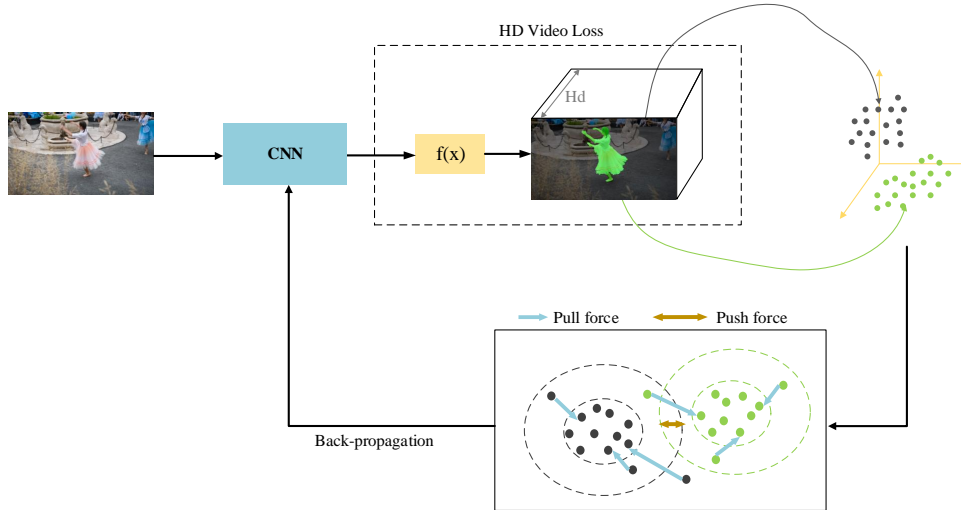 HD Video Loss
Hd
CNN
f(x)
Pull force
Push force
Back-propagation